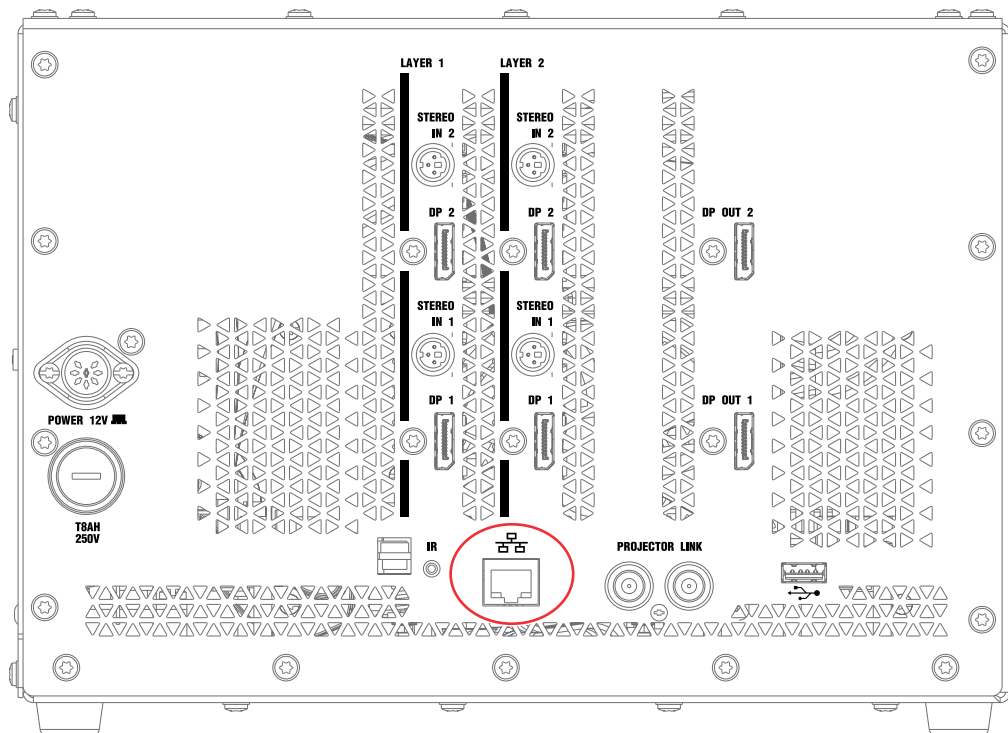 LAYER 1
LAYER 2
STEREO
IN 2
STEREO
IN 2
DP 2
DP 2
DP OUT 2
STEREO
IN 1
STEREO
IN 1
DP 1
DP 1
DP OUT 1
POWER 12V
T8AH
250V
IR
PROJECTOR LINK